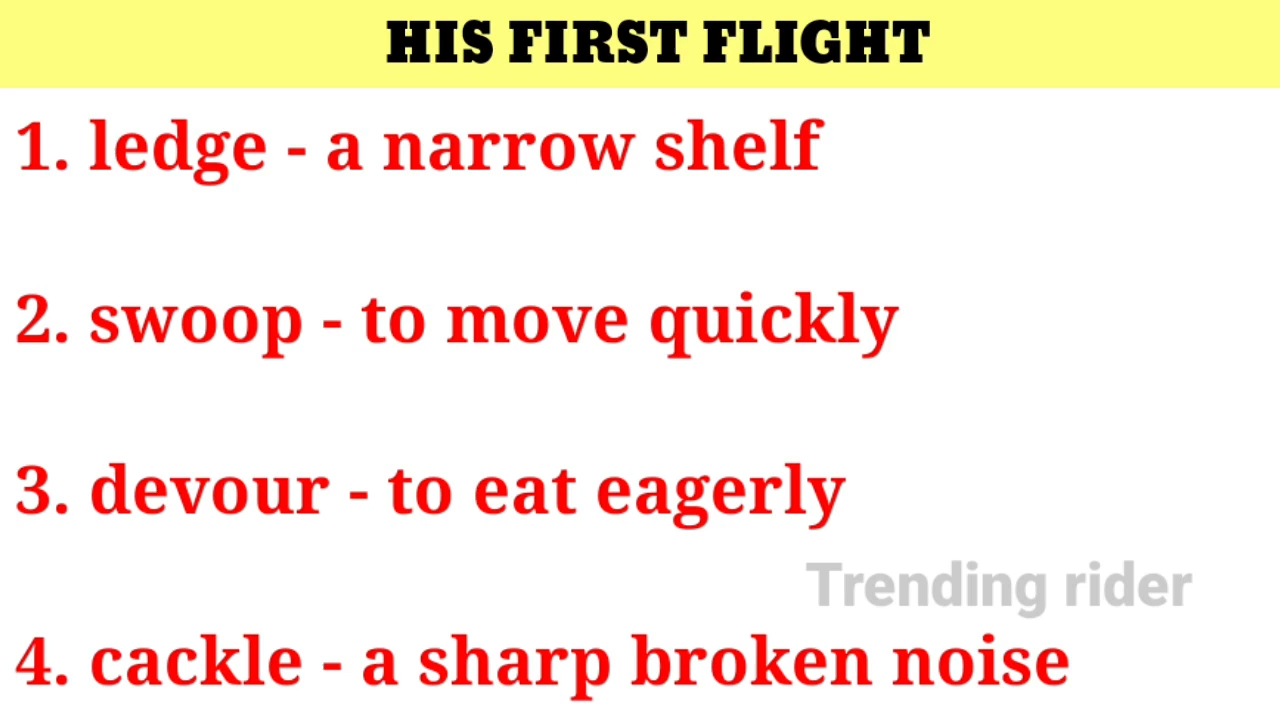 HIS FIRST FLIGHT
1. ledge - a narrow shelf
2. swoop - to move quickly
3. devour - to eat eagerly
Trending rider
4. cackle - a sharp broken noise